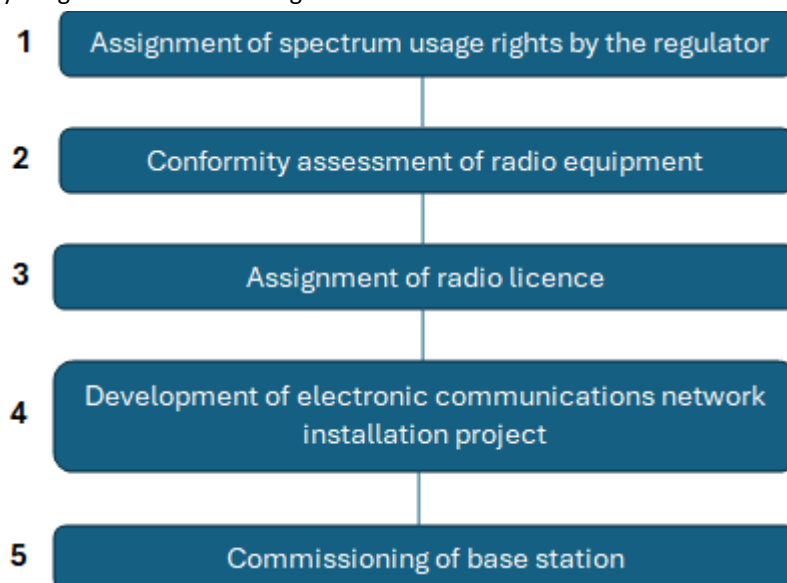 1 Assignment of spectrum usage rights by the regulator
2 Conformity assessment of radio equipment
3 Assignment of radio licence
4 Development of electronic communications network
installation project
5 Commissioning of base station